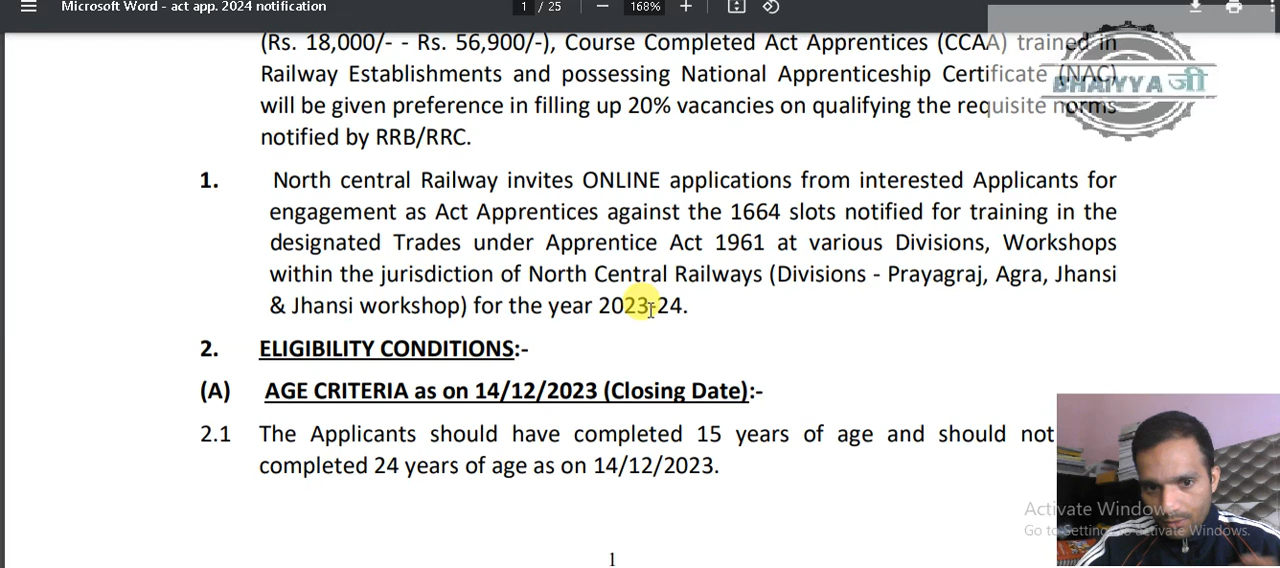 Microsoft Word - act app. 2024 notification
1 / 25
168%
(Rs. 18,000/- - Rs. 56,900/-), Course Completed Act Apprentices (CCAA) trained in
Railway Establishments and possessing National Apprenticeship Certificate (NAC)
BHAIYYA जी
will be given preference in filling up 20% vacancies on qualifying the requisite norms
notified by RRB/RRC.
1. North central Railway invites ONLINE applications from interested Applicants for
engagement as Act Apprentices against the 1664 slots notified for training in the
designated Trades under Apprentice Act 1961 at various Divisions, Workshops
within the jurisdiction of North Central Railways (Divisions - Prayagraj, Agra, Jhansi
& Jhansi workshop) for the year 2023-24.
2. ELIGIBILITY CONDITIONS:-
(A) AGE CRITERIA as on 14/12/2023 (Closing Date):-
2.1 The Applicants should have completed 15 years of age and should not
completed 24 years of age as on 14/12/2023.
Activate Window
Go to Setting activate Windows.
1